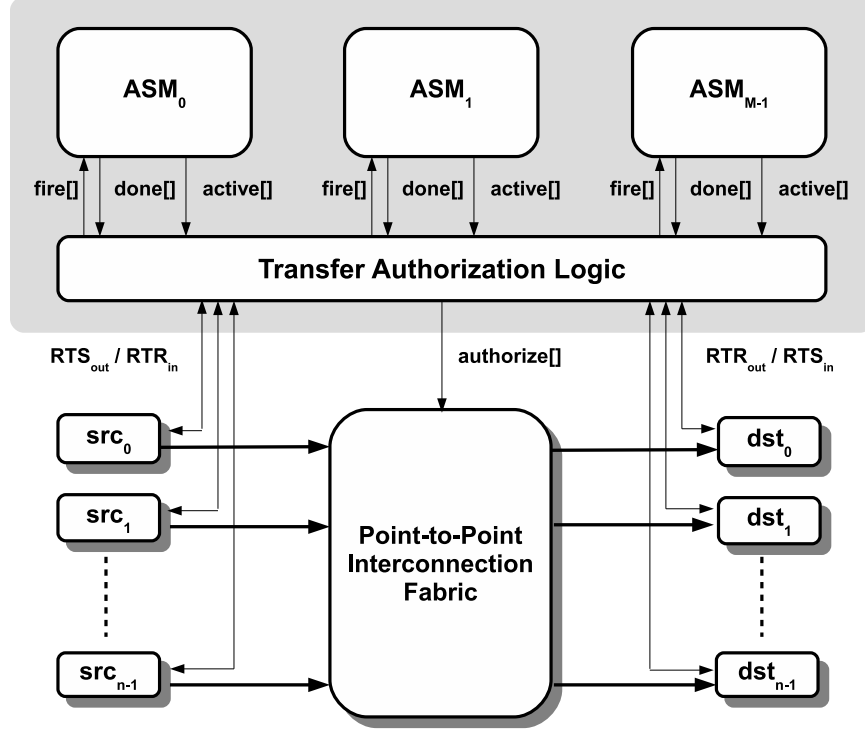 ASM0 ASM1 ASMM-1
fire[] done[] active[] fire[] done[] active[] fire[] done[] active[]
Transfer Authorization Logic
RTSout / RTRin authorize[] RTRout / RTSin
src0 dst0
src1 dst1
Point-to-Point
Interconnection
Fabric
srcn-1 dstn-1